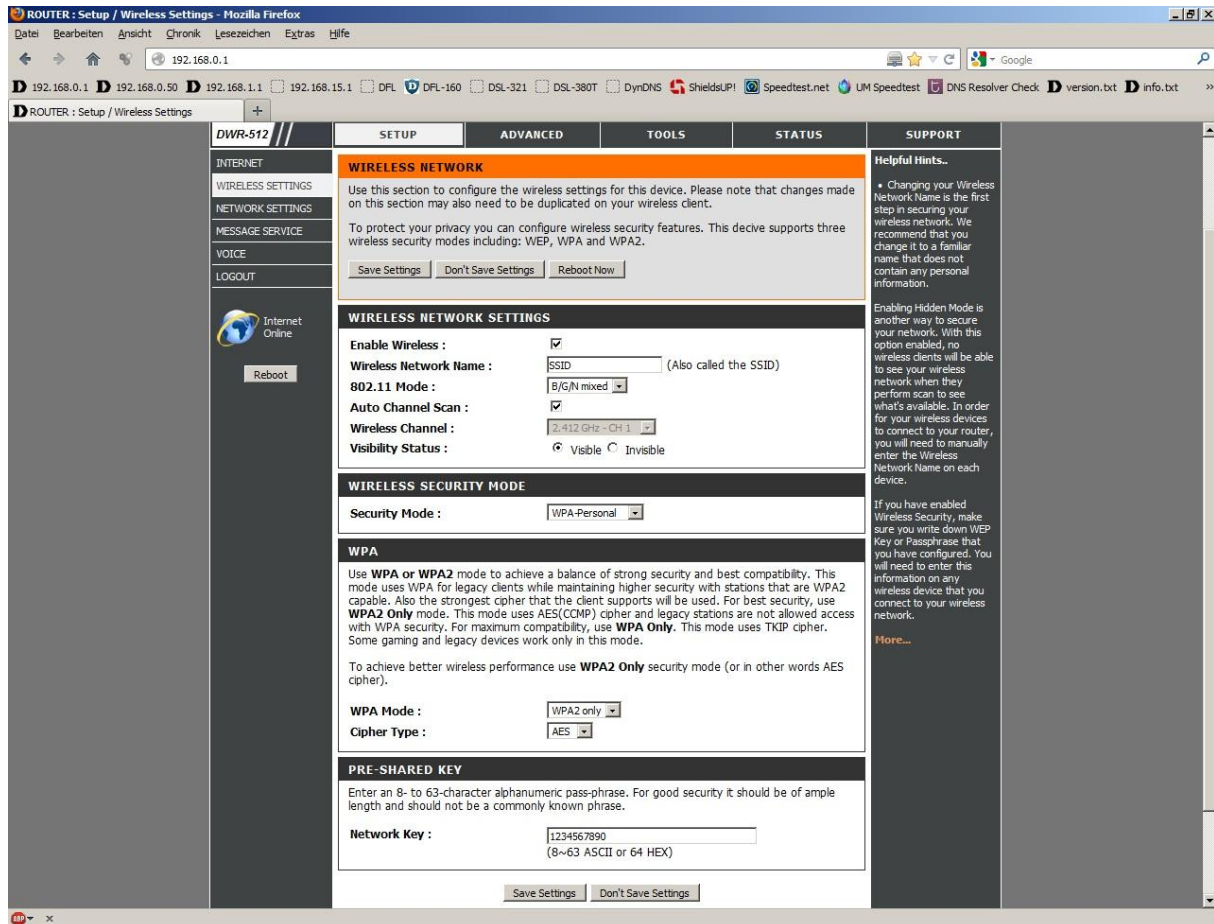 ROUTER : Setup / Wireless Settings - Mozilla Firefox
Datei Bearbeiten Ansicht Chronik Lesezeichen Extras Hilfe
192.168.0.1
Google
192.168.0.1 192.168.0.50 192.168.1.1 192.168.15.1 DFL DFL-160 DSL-321 DSL-380T DynDNS ShieldsUP! Speedtest.net UM Speedtest DNS Resolver Check version.txt info.txt »
ROUTER : Setup / Wireless Settings +
DWR-512 // SETUP ADVANCED TOOLS STATUS SUPPORT
INTERNET
WIRELESS SETTINGS
NETWORK SETTINGS
MESSAGE SERVICE
VOICE
LOGOUT
Internet
Online
Reboot
WIRELESS NETWORK
Use this section to configure the wireless settings for this device. Please note that changes made
on this section may also need to be duplicated on your wireless client.
To protect your privacy you can configure wireless security features. This decive supports three
wireless security modes including: WEP, WPA and WPA2.
Save Settings Don't Save Settings Reboot Now
WIRELESS NETWORK SETTINGS
Enable Wireless :
Wireless Network Name : SSID (Also called the SSID)
802.11 Mode : B/G/N mixed
Auto Channel Scan :
Wireless Channel : 2.412 GHz - CH 1
Visibility Status : Visible Invisible
WIRELESS SECURITY MODE
Security Mode : WPA-Personal
WPA
Use WPA or WPA2 mode to achieve a balance of strong security and best compatibility. This
mode uses WPA for legacy clients while maintaining higher security with stations that are WPA2
capable. Also the strongest cipher that the client supports will be used. For best security, use
WPA2 Only mode. This mode uses AES(CCMP) cipher and legacy stations are not allowed access
with WPA security. For maximum compatibility, use WPA Only. This mode uses TKIP cipher.
Some gaming and legacy devices work only in this mode.
To achieve better wireless performance use WPA2 Only security mode (or in other words AES
cipher).
WPA Mode : WPA2 only
Cipher Type : AES
PRE-SHARED KEY
Enter an 8- to 63-character alphanumeric pass-phrase. For good security it should be of ample
length and should not be a commonly known phrase.
Network Key : 1234567890
(8~63 ASCII or 64 HEX)
Save Settings Don't Save Settings
Helpful Hints..
• Changing your Wireless
Network Name is the first
step in securing your
wireless network. We
recommend that you
change it to a familiar
name that does not
contain any personal
information.
Enabling Hidden Mode is
another way to secure
your network. With this
option enabled, no
wireless clients will be able
to see your wireless
network when they
perform scan to see
what's available. In order
for your wireless devices
to connect to your router,
you will need to manually
enter the Wireless
Network Name on each
device.
If you have enabled
Wireless Security, make
sure you write down WEP
Key or Passphrase that
you have configured. You
will need to enter this
information on any
wireless device that you
connect to your wireless
network.
More...
ABP x